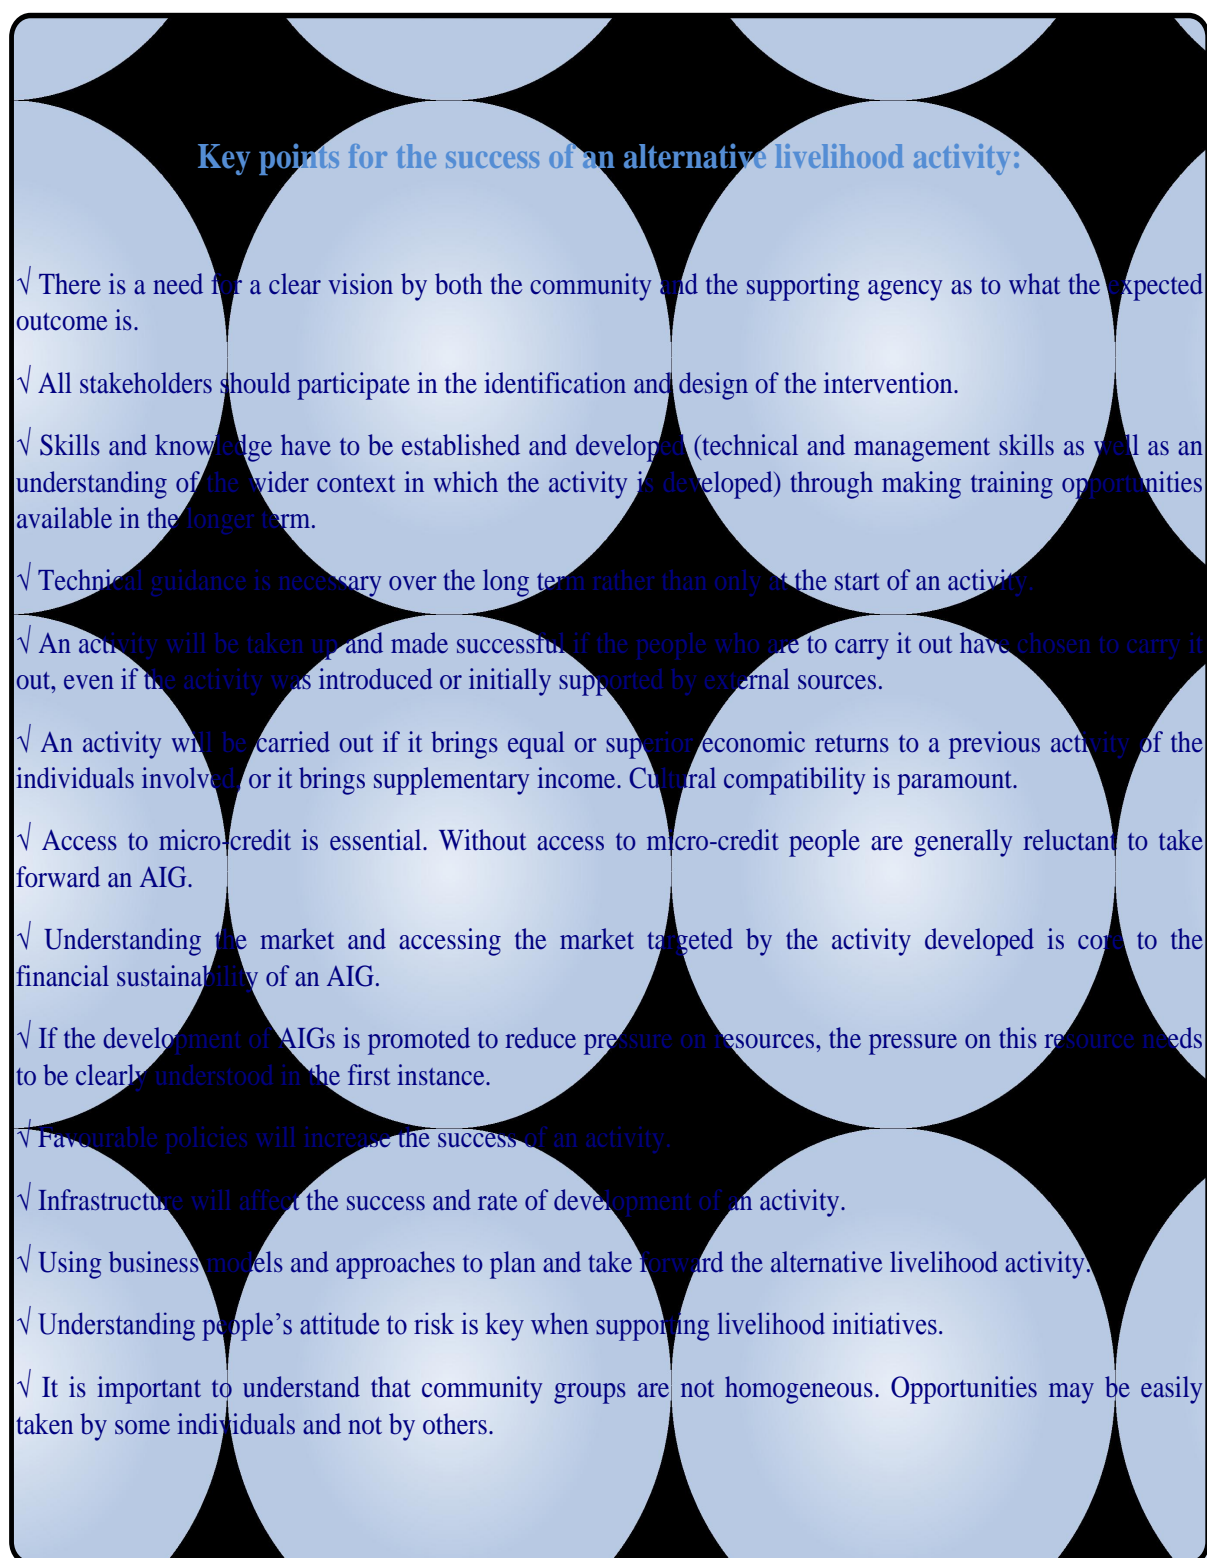 Key points for the success of an alternative livelihood activity:
√ There is a need for a clear vision by both the community and the supporting agency as to what the expected
outcome is.
√ All stakeholders should participate in the identification and design of the intervention.
√ Skills and knowledge have to be established and developed (technical and management skills as well as an
understanding of the wider context in which the activity is developed) through making training opportunities
available in the longer term.
√ Technical guidance is necessary over the long term rather than only at the start of an activity.
√ An activity will be taken up and made successful if the people who are to carry it out have chosen to carry it
out, even if the activity was introduced or initially supported by external sources.
√ An activity will be carried out if it brings equal or superior economic returns to a previous activity of the
individuals involved, or it brings supplementary income. Cultural compatibility is paramount.
√ Access to micro-credit is essential. Without access to micro-credit people are generally reluctant to take
forward an AIG.
√ Understanding the market and accessing the market targeted by the activity developed is core to the
financial sustainability of an AIG.
√ If the development of AIGs is promoted to reduce pressure on resources, the pressure on this resource needs
to be clearly understood in the first instance.
√ Favourable policies will increase the success of an activity.
√ Infrastructure will affect the success and rate of development of an activity.
√ Using business models and approaches to plan and take forward the alternative livelihood activity.
√ Understanding people’s attitude to risk is key when supporting livelihood initiatives.
√ It is important to understand that community groups are not homogeneous. Opportunities may be easily
taken by some individuals and not by others.